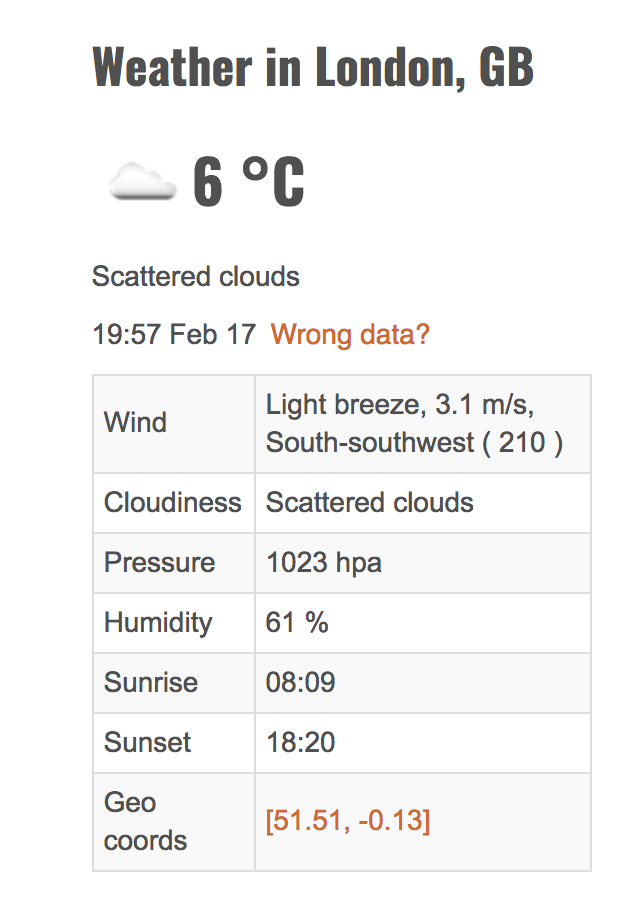 Weather in London, GB
6 °C
Scattered clouds
19:57 Feb 17 Wrong data?
Wind
Light breeze, 3.1 m/s,
South-southwest ( 210 )
Cloudiness Scattered clouds
Pressure 1023 hpa
Humidity 61 %
Sunrise 08:09
Sunset 18:20
Geo
coords
[51.51, -0.13]